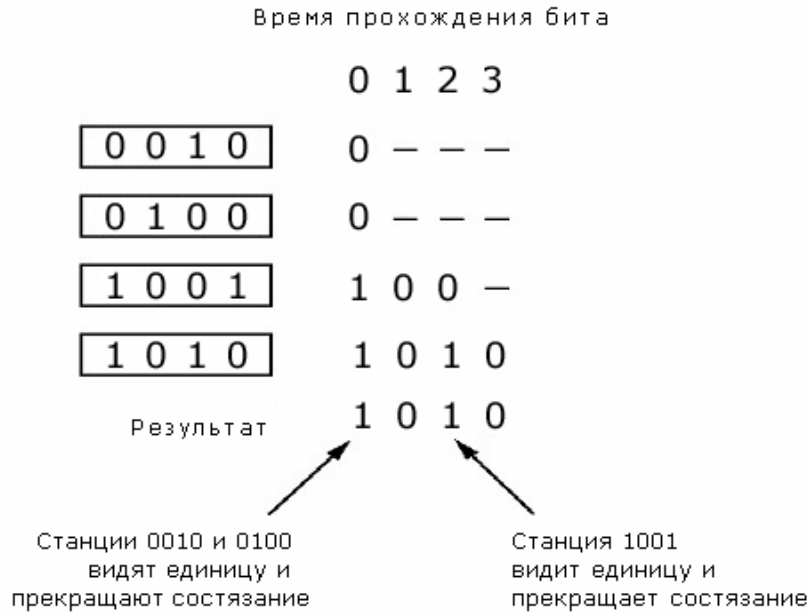 Время прохождения бита
0 1 2 3
0 0 1 0 0 – – –
0 1 0 0 0 – – –
1 0 0 1 1 0 0 –
1 0 1 0 1 0 1 0
Результат 1 0 1 0
Станции 0010 и 0100
видят единицу и
прекращают состязание
Станция 1001
видит единицу и
прекращает состязание